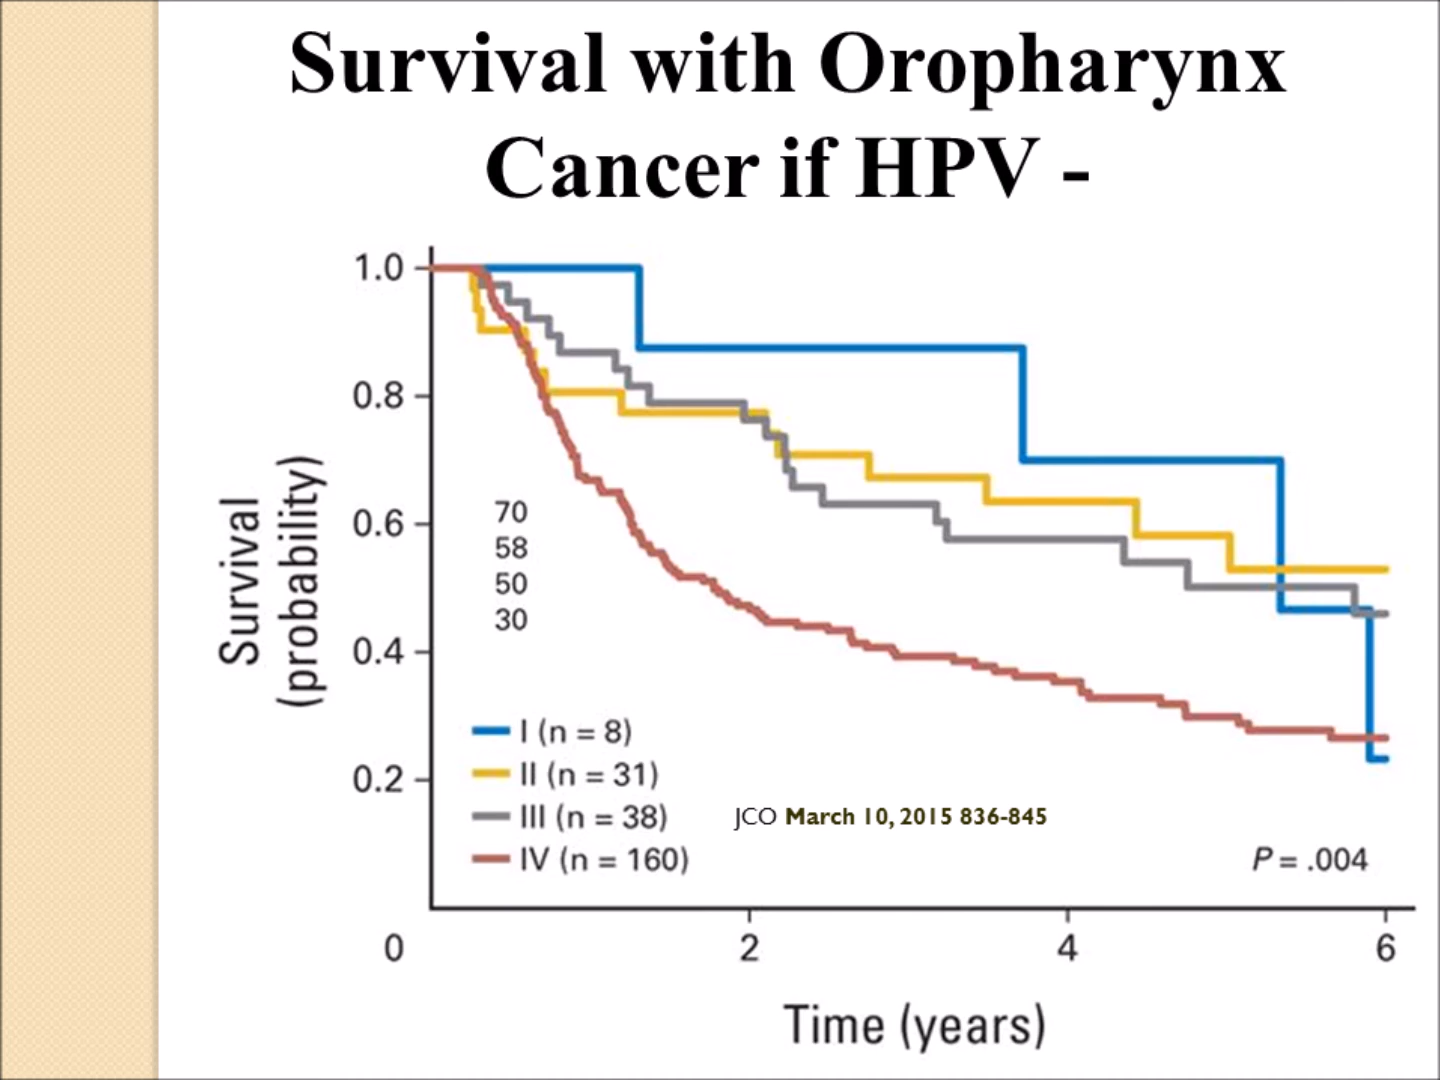 Survival with Oropharynx
Cancer if HPV -
1.0
0.8
0.6
0.4
0.2
Survival
(probability)
70
58
50
30
I (n = 8)
II (n = 31)
III (n = 38)
IV (n = 160)
JCO March 10, 2015 836-845
P = .004
0 2 4 6
Time (years)